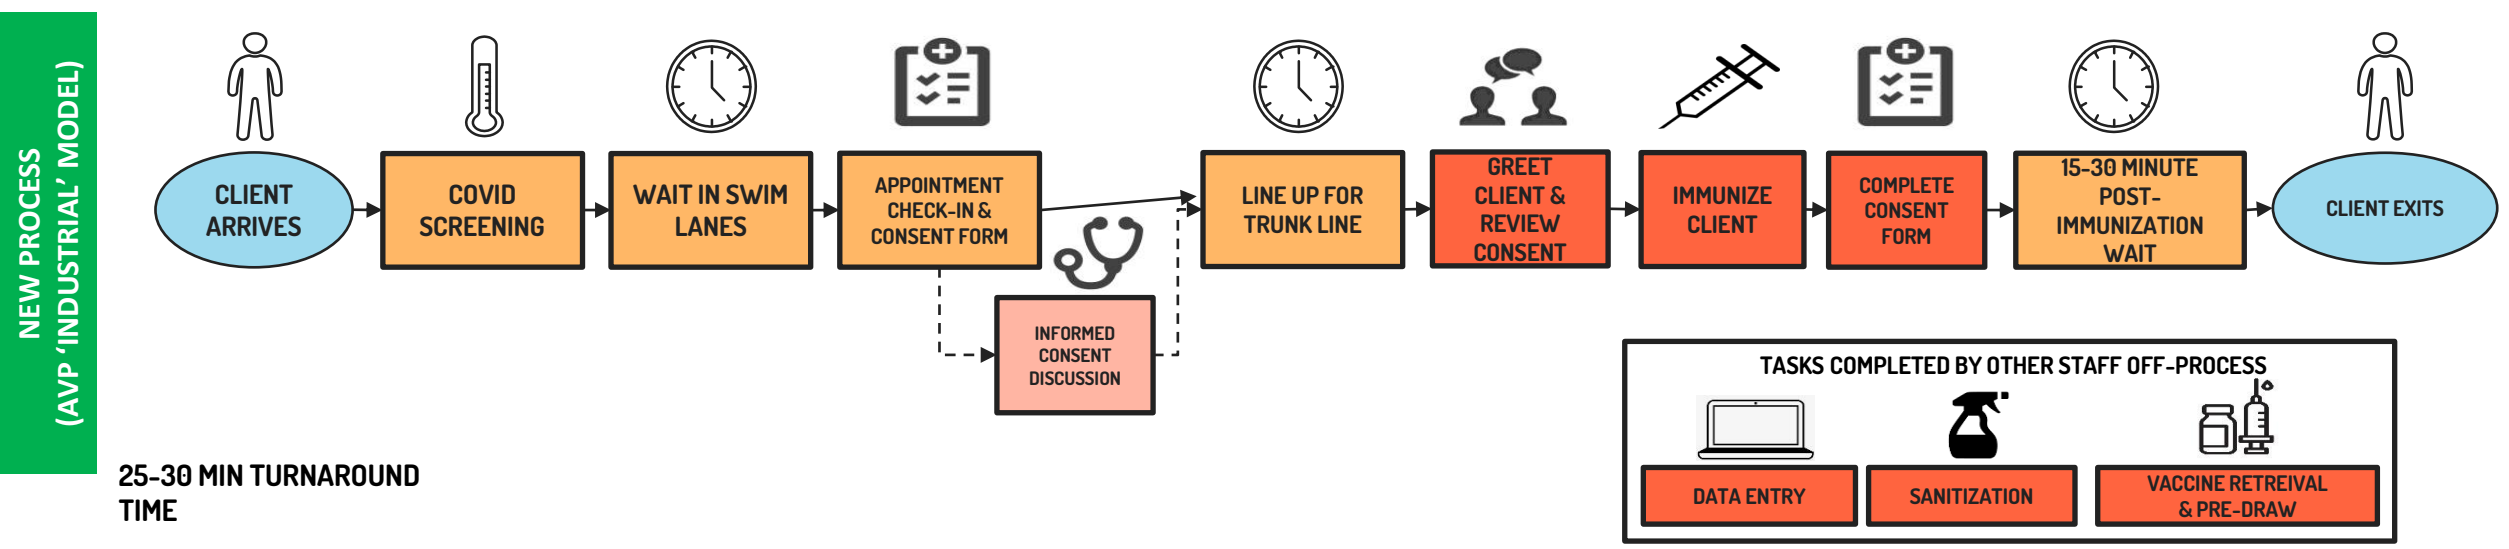 NEW PROCESS
(AVP ‘INDUSTRIAL’ MODEL)
CLIENT
ARRIVES
COVID
SCREENING
WAIT IN SWIM
LANES
APPOINTMENT
CHECK-IN &
CONSENT FORM
INFORMED
CONSENT
DISCUSSION
LINE UP FOR
TRUNK LINE
GREET
CLIENT &
REVIEW
CONSENT
IMMUNIZE
CLIENT
COMPLETE
CONSENT
FORM
15-30 MINUTE
POST-
IMMUNIZATION
WAIT
CLIENT EXITS
TASKS COMPLETED BY OTHER STAFF OFF-PROCESS
DATA ENTRY
SANITIZATION
VACCINE RETREIVAL
& PRE-DRAW
25-30 MIN TURNAROUND
TIME